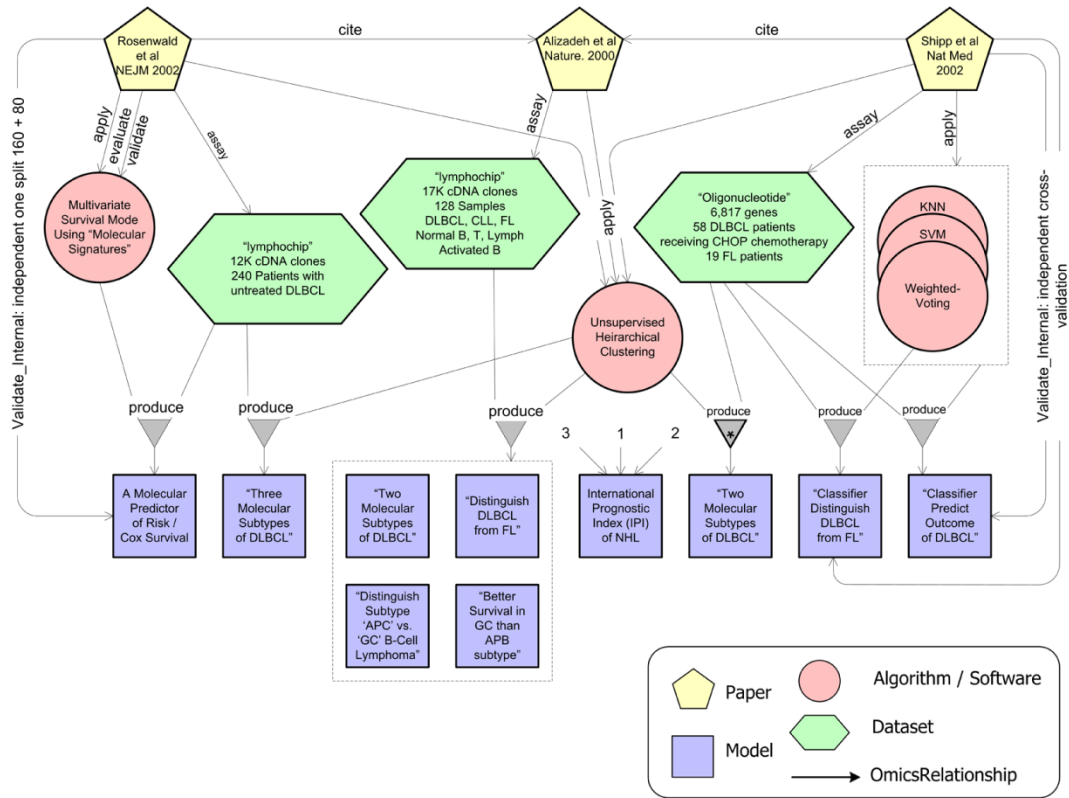 cite
cite
Rosenwald
et al
NEJM 2002
Alizadeh et al
Nature. 2000
Shipp et al
Nat Med
2002
apply
evaluate
validate
assay
assay
apply
assay
apply
Validate_Internal: independent one split 160 + 80
Validate_Internal: independent cross-
validation
Multivariate
Survival Mode
Using “Molecular
Signatures”
“lymphochip”
12K cDNA clones
240 Patients with
untreated DLBCL
“lymphochip”
17K cDNA clones
128 Samples
DLBCL, CLL, FL
Normal B, T, Lymph
Activated B
“Oligonucleotide”
6,817 genes
58 DLBCL patients
receiving CHOP chemotherapy
19 FL patients
KNN
SVM
Weighted-
Voting
Unsupervised
Heirarchical
Clustering
produce
produce
produce
3
1
2
produce
*
produce
produce
A Molecular
Predictor
of Risk /
Cox Survival
“Three
Molecular
Subtypes
of DLBCL”
“Two
Molecular
Subtypes
of DLBCL”
“Distinguish
DLBCL
from FL”
International
Prognostic
Index (IPI)
of NHL
“Two
Molecular
Subtypes
of DLBCL”
“Classifier
Distinguish
DLBCL
from FL”
“Classifier
Predict
Outcome
of DLBCL”
“Distinguish
Subtype
‘APC’ vs.
‘GC’ B-Cell
Lymphoma”
“Better
Survival in
GC than
APB
subtype”
Paper
Algorithm / Software
Model
Dataset
OmicsRelationship